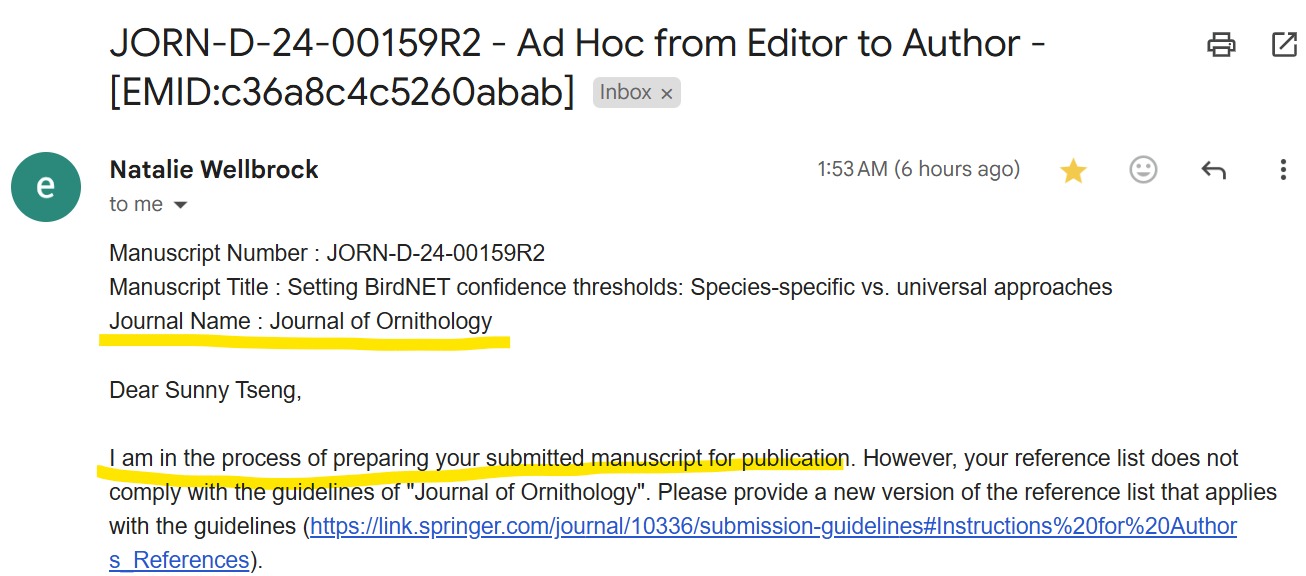 JORN-D-24-00159R2 - Ad Hoc from Editor to Author -
[EMID:c36a8c4c5260abab] Inbox ×
e
Natalie Wellbrock 1:53 AM (6 hours ago)
to me
Manuscript Number : JORN-D-24-00159R2
Manuscript Title : Setting BirdNET confidence thresholds: Species-specific vs. universal approaches
Journal Name : Journal of Ornithology
Dear Sunny Tseng,
I am in the process of preparing your submitted manuscript for publication. However, your reference list does not
comply with the guidelines of "Journal of Ornithology". Please provide a new version of the reference list that applies
with the guidelines (https://link.springer.com/journal/10336/submission-guidelines#Instructions%20for%20Author
s_References).